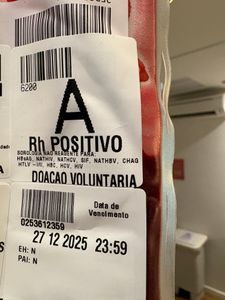 6200
A
Rh POSITIVO
SOROLOGIA NAO REAGENTE PARA:
HBsAG, NATHIV, NATHCV, SIF, NATHBV, CHAG
,HTLV -I/II, HBC, HCV, HIV
DOACAO VOLUNTARIA
Data de
Vencimento
0253612359
27 12 2025 23:59
EH: N
PAI: N